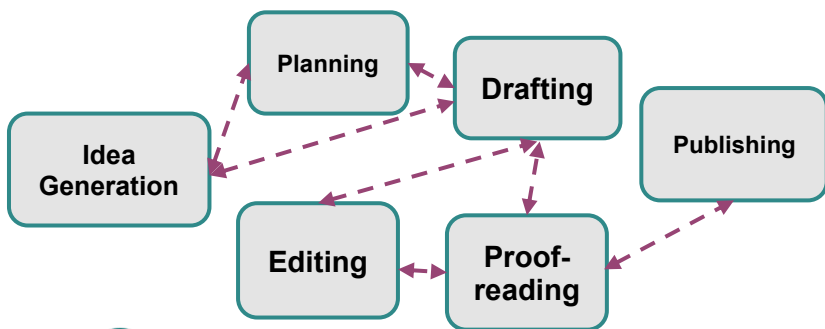 Planning
Drafting
Publishing
Idea
Generation
Editing
Proof-
reading